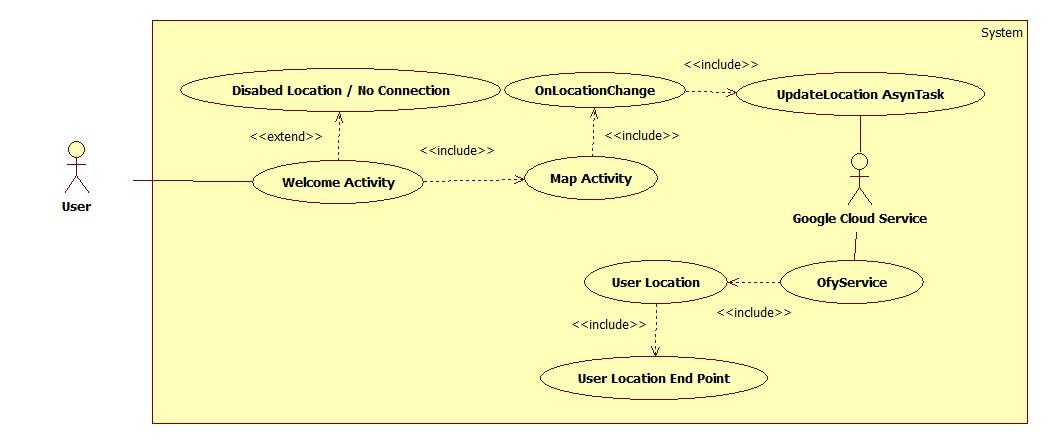 System
<<include>>
Disabed Location / No Connection
OnLocationChange
UpdateLocation AsynTask
<<extend>>
<<include>>
<<include>>
Welcome Activity
Map Activity
User
Google Cloud Service
User Location
OfyService
<<include>>
<<include>>
User Location End Point